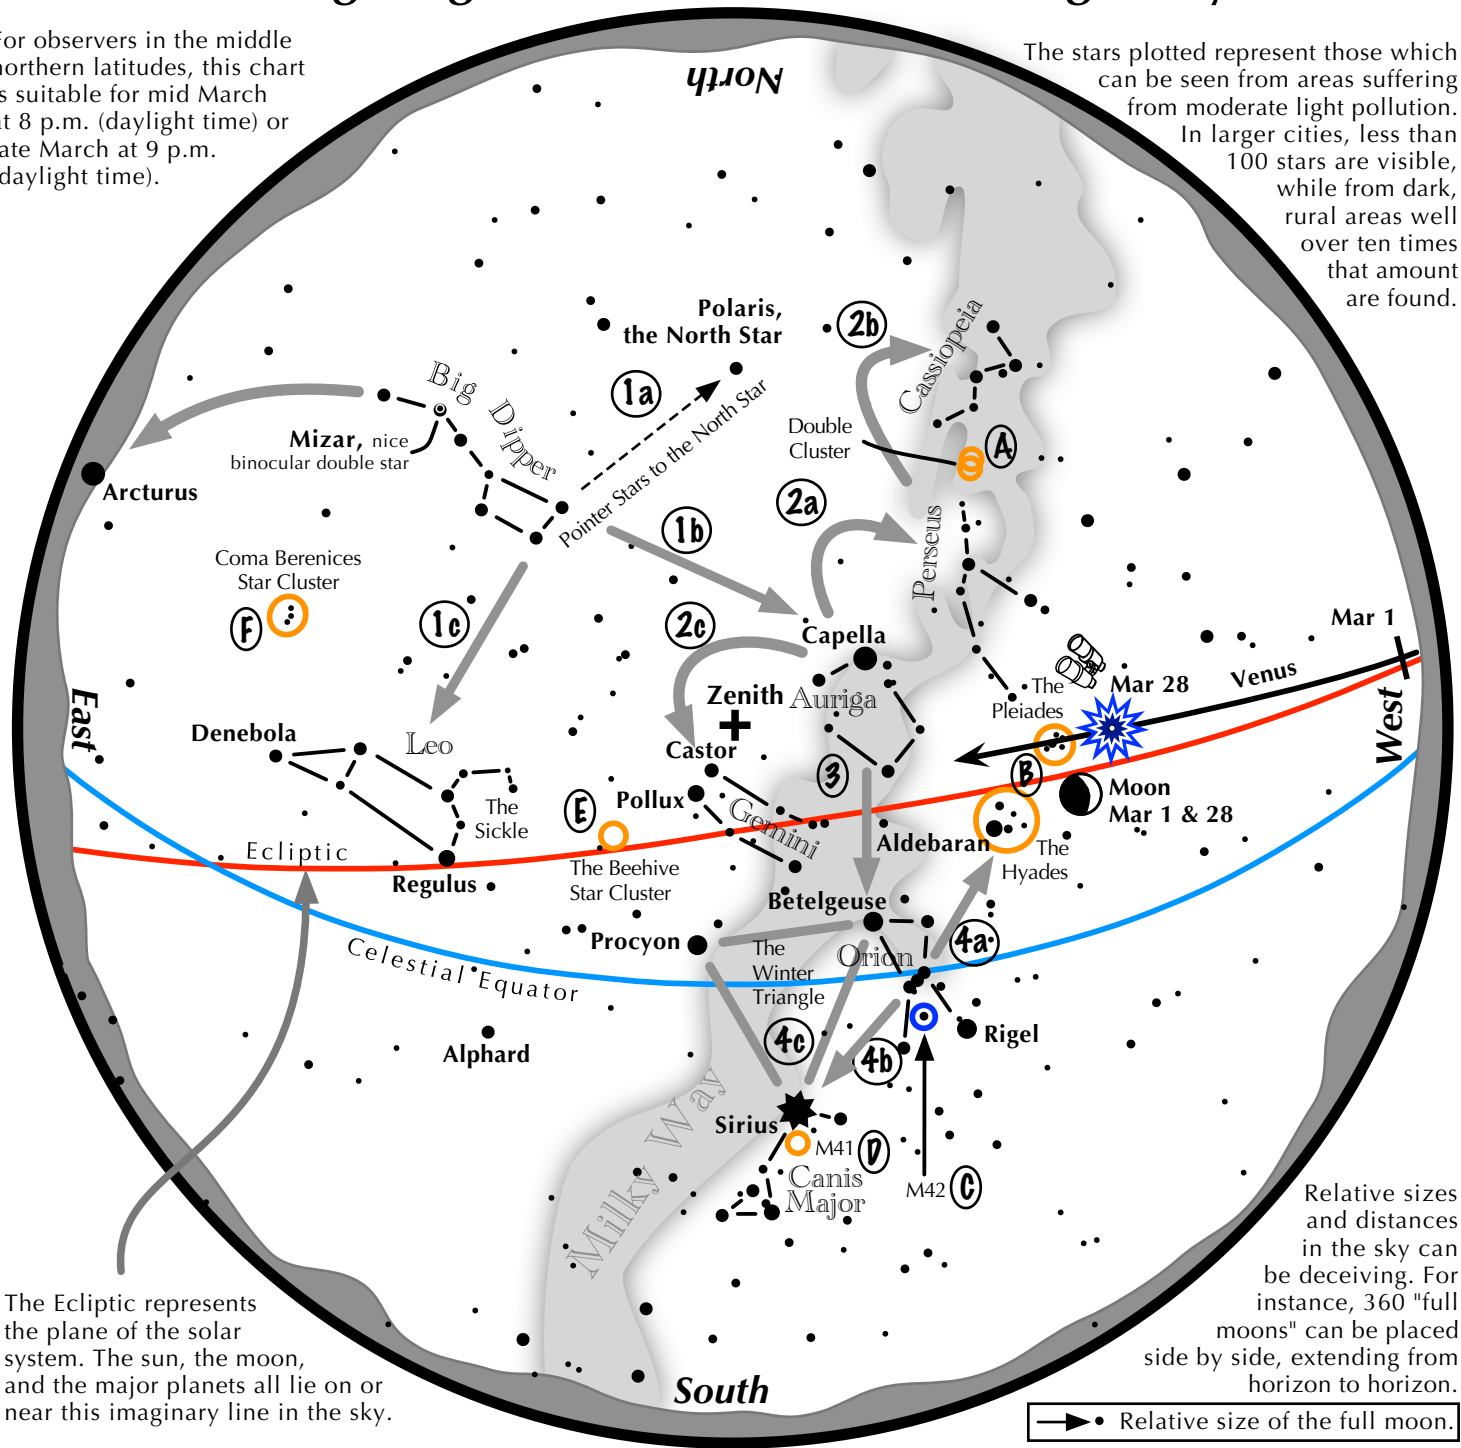 For observers in the middle
northern latitudes, this chart
is suitable for mid March
at 8 p.m. (daylight time) or
late March at 9 p.m.
(daylight time).
The stars plotted represent those which
can be seen from areas suffering
from moderate light pollution.
In larger cities, less than
100 stars are visible,
while from dark,
rural areas well
over ten times
that amount
are found.
North
Polaris,
the North Star
2b
Cassiopeia
1a
Big Dipper
Mizar, nice
binocular double star
Pointer Stars to the North Star
Double
Cluster
A
Arcturus
2a
1b
Perseus
Coma Berenices
Star Cluster
F
1c
2c
Capella
Mar 1
Venus
Zenith
Auriga
The
Pleiades
Mar 28
East
West
Denebola
Leo
Castor
3
B
Moon
Mar 1 & 28
The
Sickle
E
Pollux
Gemini
Aldebaran
The
Hyades
Ecliptic
Regulus
The Beehive
Star Cluster
Betelgeuse
Procyon
The
Winter
Triangle
Orion
4a
Celestial Equator
Rigel
Alphard
4c
4b
Milky Way
Sirius
M41
D
M42
C
Canis
Major
The Ecliptic represents
the plane of the solar
system. The sun, the moon,
and the major planets all lie on or
near this imaginary line in the sky.
South
Relative sizes
and distances
in the sky can
be deceiving. For
instance, 360 "full
moons" can be placed
side by side, extending from
horizon to horizon.
Relative size of the full moon.